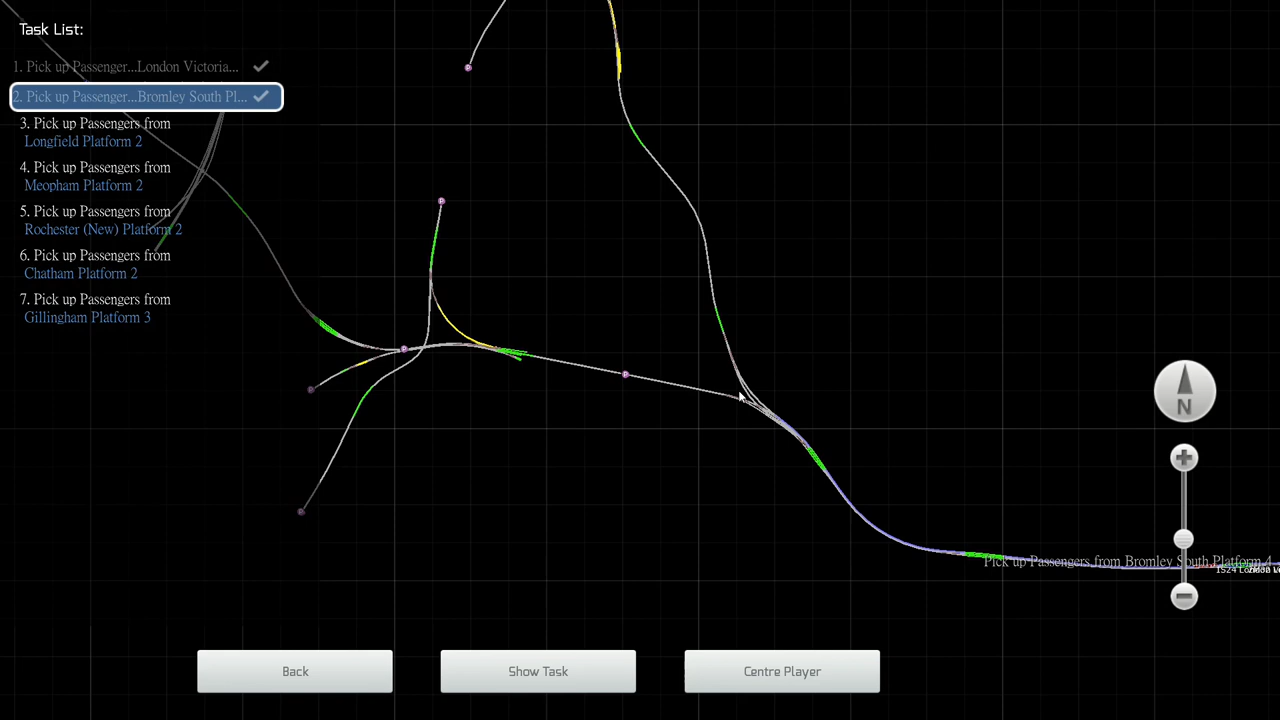 Task List:
1. Pick up Passenger...London Victoria...
2. Pick up Passenger...Bromley South Pl...
3. Pick up Passengers from
Longfield Platform 2
4. Pick up Passengers from
Meopham Platform 2
5. Pick up Passengers from
Rochester (New) Platform 2
6. Pick up Passengers from
Chatham Platform 2
7. Pick up Passengers from
Gillingham Platform 3
N
Pick up Passengers from Bromley South Platform 4
1S24 London
Back
Show Task
Centre Player